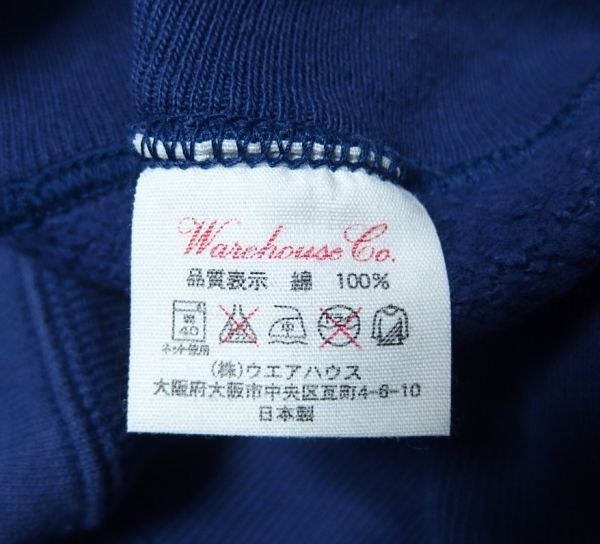 Warehouse Co.
品質表示 綿 100%
弱 40 中
ネット使用
(株)ウエアハウス
大阪府大阪市中央区瓦町4-6-10
日本製